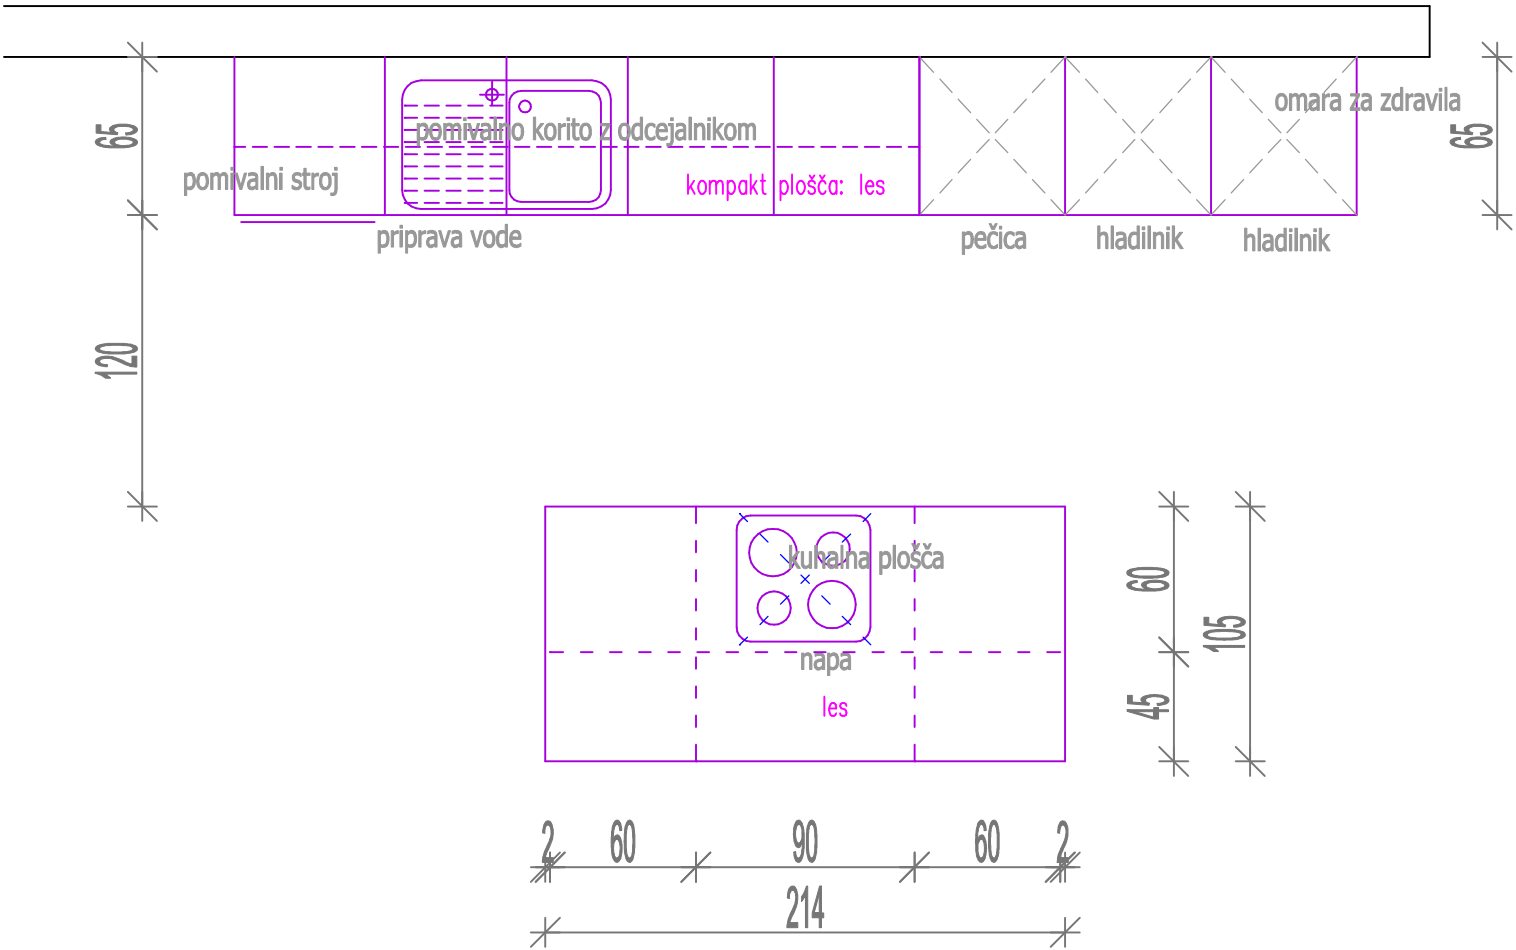 omara za zdravila
65
pomivalno korito z odcejalnikom
65
pomivalni stroj
kompakt plošča: les
priprava vode
pečica
hladilnik
hladilnik
120
kuhalna plošča
60
105
napa
45
les
2
60
90
60
2
214